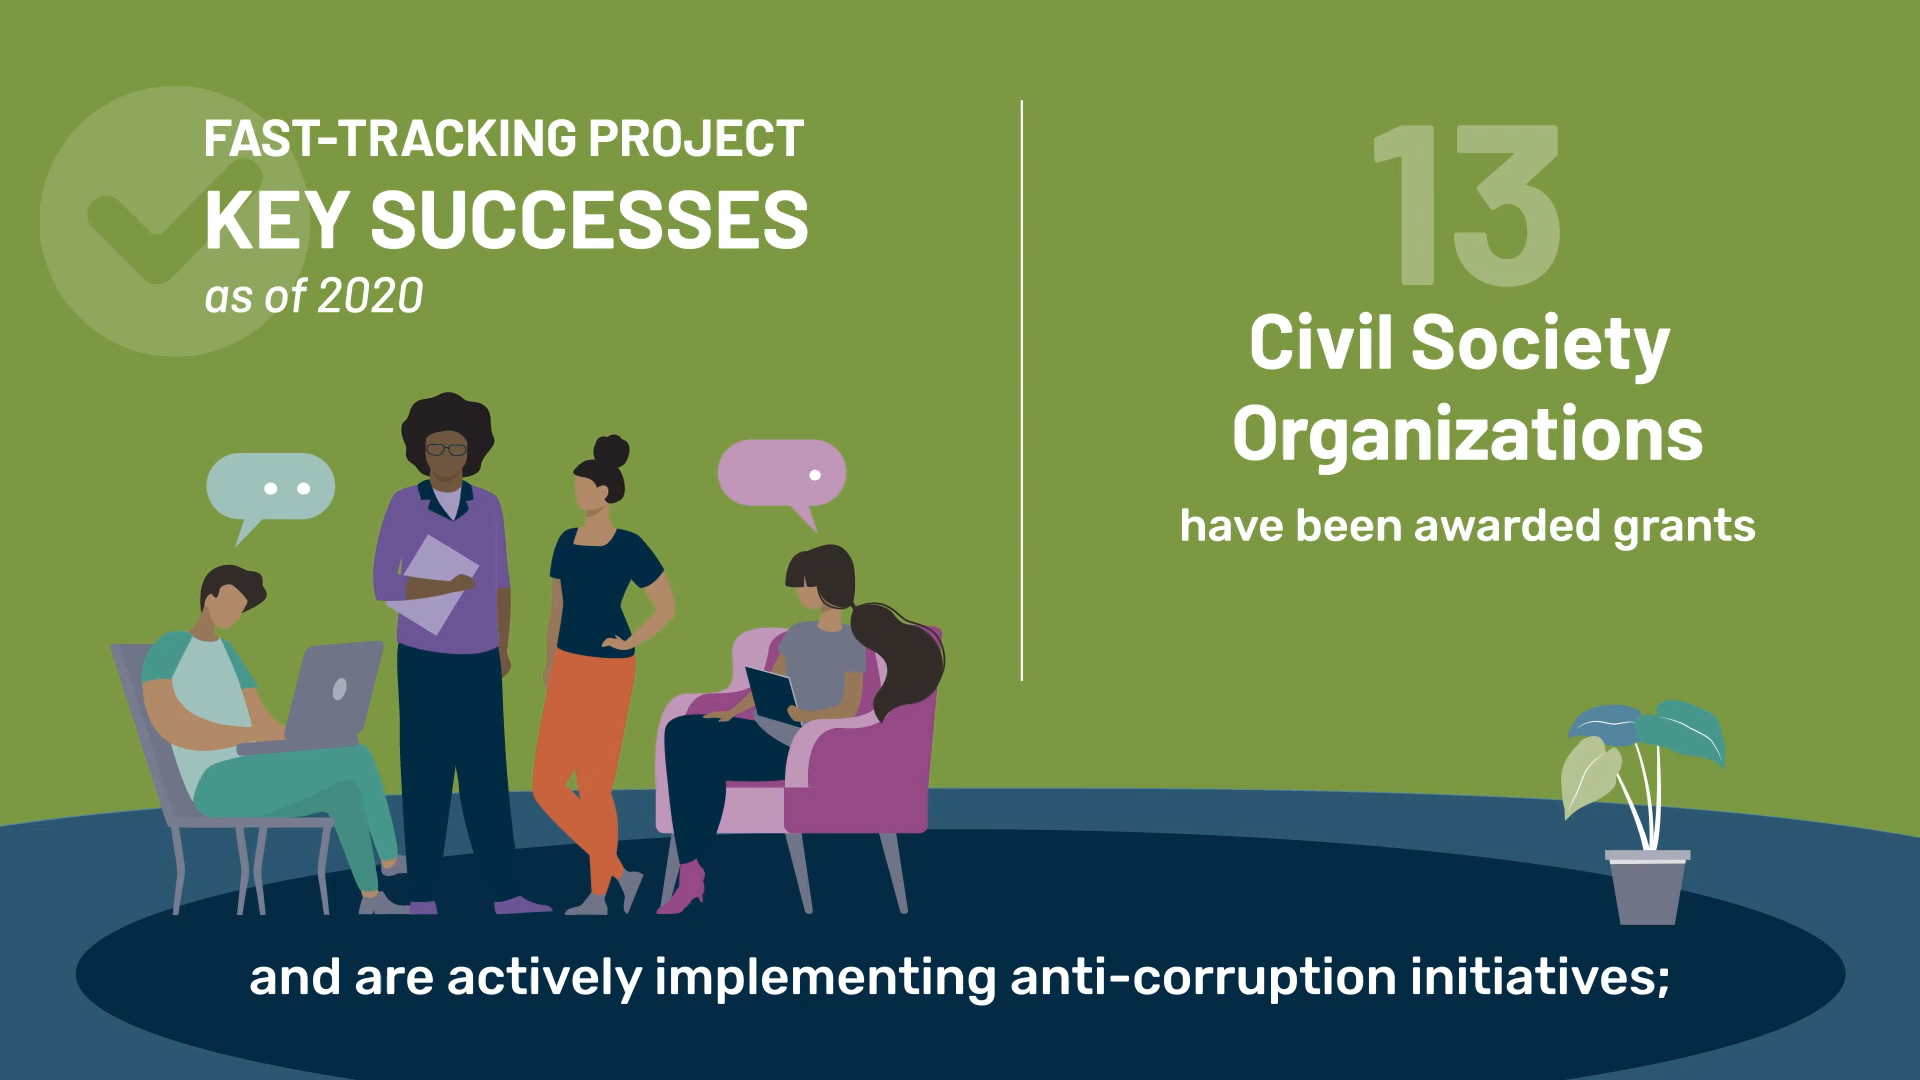 FAST-TRACKING PROJECT
KEY SUCCESSES
as of 2020
13
Civil Society
Organizations
have been awarded grants
and are actively implementing anti-corruption initiatives;